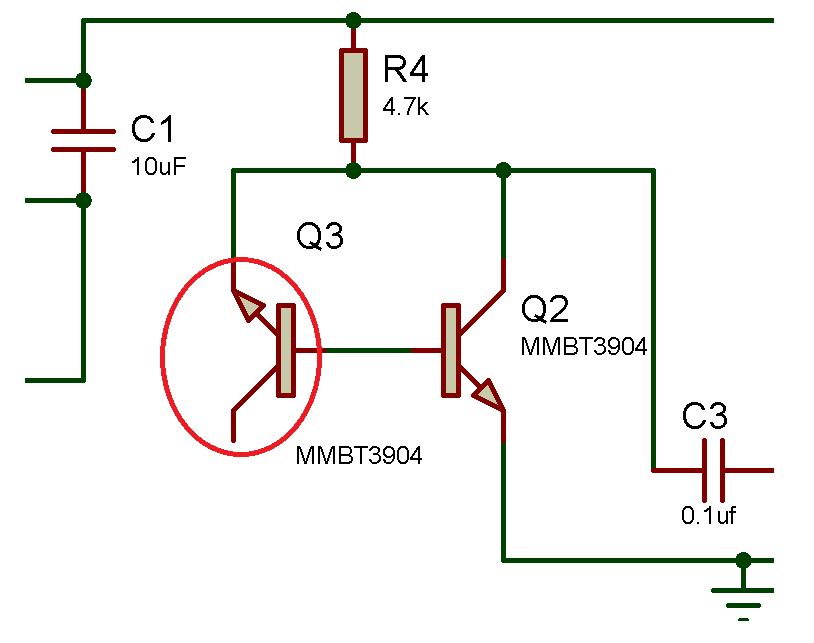 R4
4.7k
C1
10uF
Q3
Q2
MMBT3904
C3
MMBT3904
0.1uf